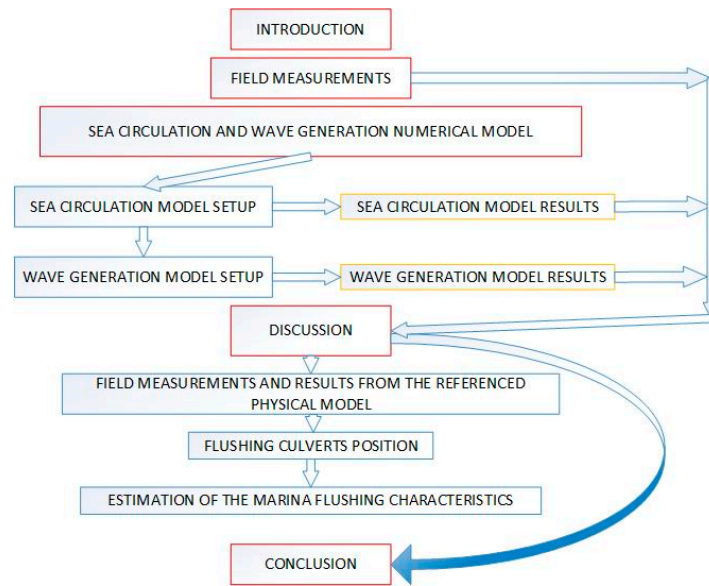 INTRODUCTION
FIELD MEASUREMENTS
SEA CIRCULATION AND WAVE GENERATION NUMERICAL MODEL
SEA CIRCULATION MODEL SETUP
SEA CIRCULATION MODEL RESULTS
WAVE GENERATION MODEL SETUP
WAVE GENERATION MODEL RESULTS
DISCUSSION
FIELD MEASUREMENTS AND RESULTS FROM THE REFERENCED
PHYSICAL MODEL
FLUSHING CULVERTS POSITION
ESTIMATION OF THE MARINA FLUSHING CHARACTERISTICS
CONCLUSION